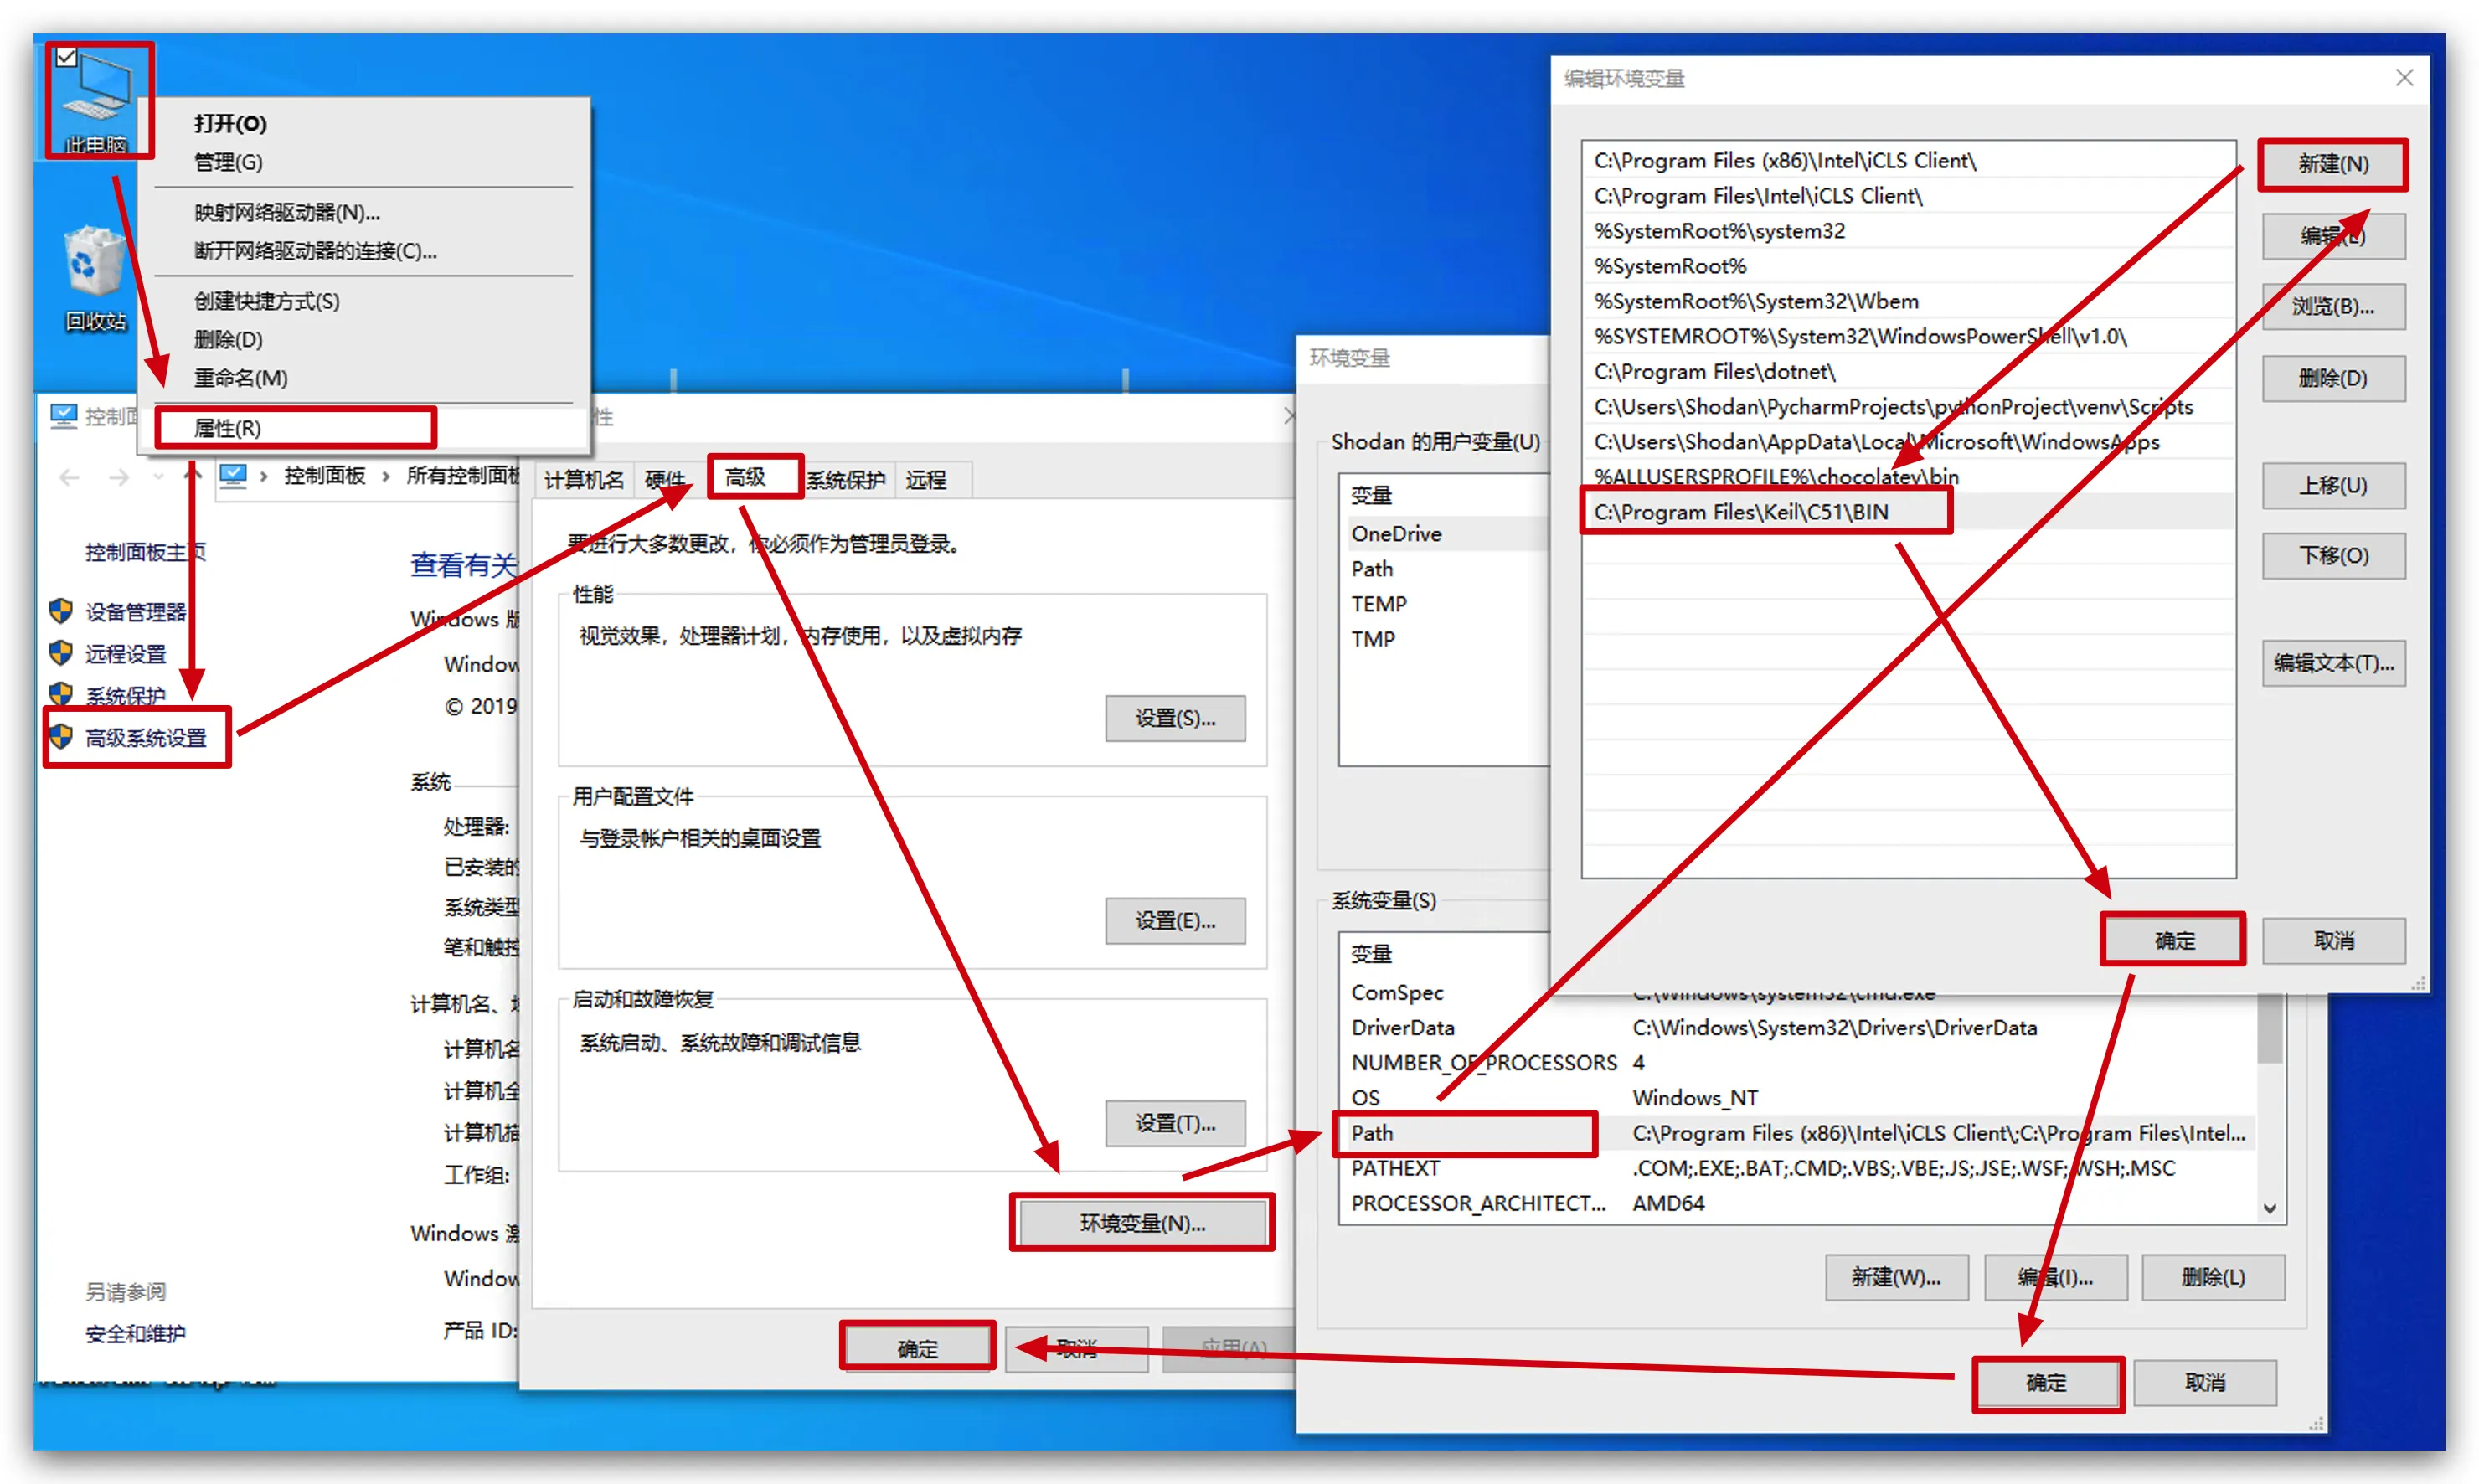 此电脑
回收站
打开(O)
管理(G)
映射网络驱动器(N)...
断开网络驱动器的连接(C)...
创建快捷方式(S)
删除(D)
重命名(M)
属性(R)
控制面
控制面板
所有控制面板
控制面板主页
设备管理器
远程设置
系统保护
高级系统设置
另请参阅
安全和维护
查看有关
Windows 版
Window
© 2019
系统
处理器:
已安装的
系统类型
笔和触控
计算机名、域
计算机名
计算机全
计算机描
工作组:
Windows 激
Window
产品 ID:
性
计算机名
硬件
高级
系统保护
远程
要进行大多数更改，你必须作为管理员登录。
性能
视觉效果，处理器计划，内存使用，以及虚拟内存
设置(S)...
用户配置文件
与登录帐户相关的桌面设置
设置(E)...
启动和故障恢复
系统启动、系统故障和调试信息
设置(T)...
环境变量(N)...
确定
取消
应用(A)
环境变量
Shodan 的用户变量(U)
变量
OneDrive
Path
TEMP
TMP
系统变量(S)
变量
ComSpec C:\Windows\system32\cmd.exe
DriverData C:\Windows\System32\Drivers\DriverData
NUMBER_OF_PROCESSORS 4
OS Windows_NT
Path C:\Program Files (x86)\Intel\iCLS Client\;C:\Program Files\Intel...
PATHEXT .COM;.EXE;.BAT;.CMD;.VBS;.VBE;.JS;.JSE;.WSF;.WSH;.MSC
PROCESSOR_ARCHITECT... AMD64
新建(W)...
编辑(I)...
删除(L)
确定
取消
编辑环境变量
C:\Program Files (x86)\Intel\iCLS Client\
C:\Program Files\Intel\iCLS Client\
%SystemRoot%\system32
%SystemRoot%
%SystemRoot%\System32\Wbem
%SYSTEMROOT%\System32\WindowsPowerShell\v1.0\
C:\Program Files\dotnet\
C:\Users\Shodan\PycharmProjects\pythonProject\venv\Scripts
C:\Users\Shodan\AppData\Local\Microsoft\WindowsApps
%ALLUSERSPROFILE%\chocolatey\bin
C:\Program Files\Keil\C51\BIN
新建(N)
编辑(E)
浏览(B)...
删除(D)
上移(U)
下移(O)
编辑文本(T)...
确定
取消